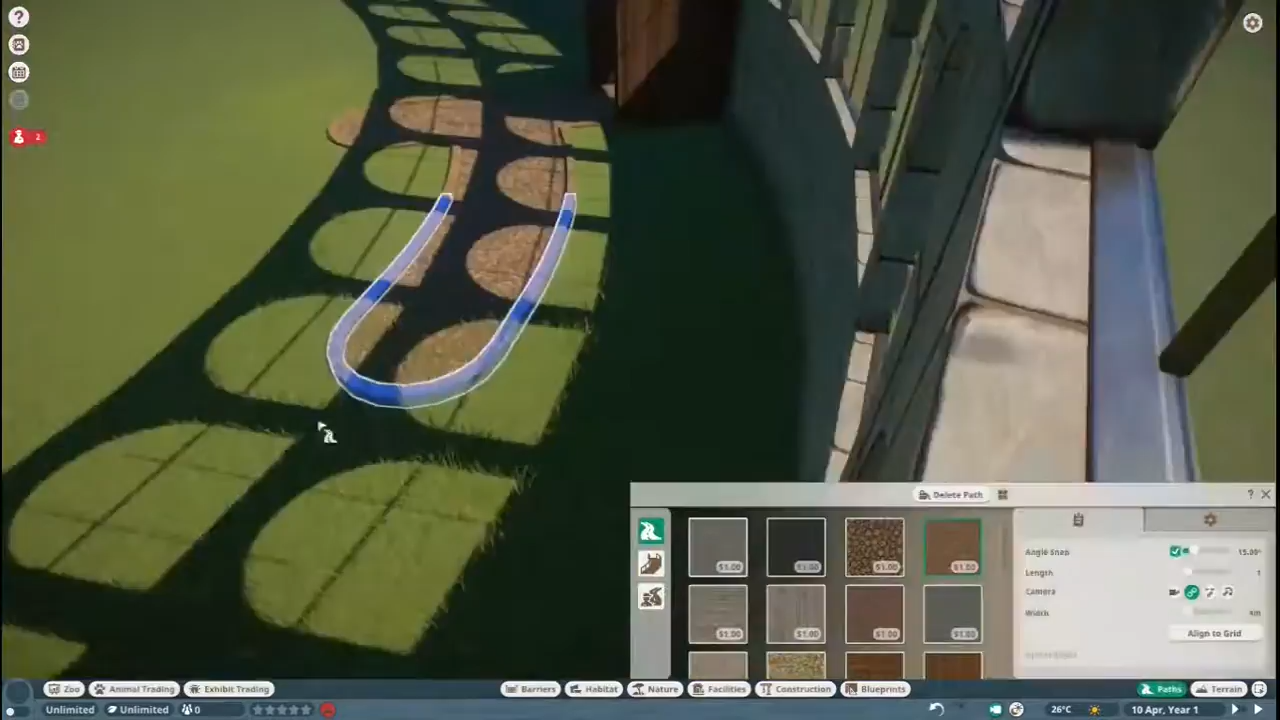 ?
2
Delete Path
? X
$1.00 $1.00 $1.00 $1.00
$1.00 $1.00 $1.00 $1.00
Angle Snap 15.00°
Length 1
Camera
Width 4m
Align to Grid
Zoo Animal Trading Exhibit Trading Barriers Habitat Nature Facilities Construction Blueprints Paths Terrain
Unlimited Unlimited 0 26°C 10 Apr, Year 1